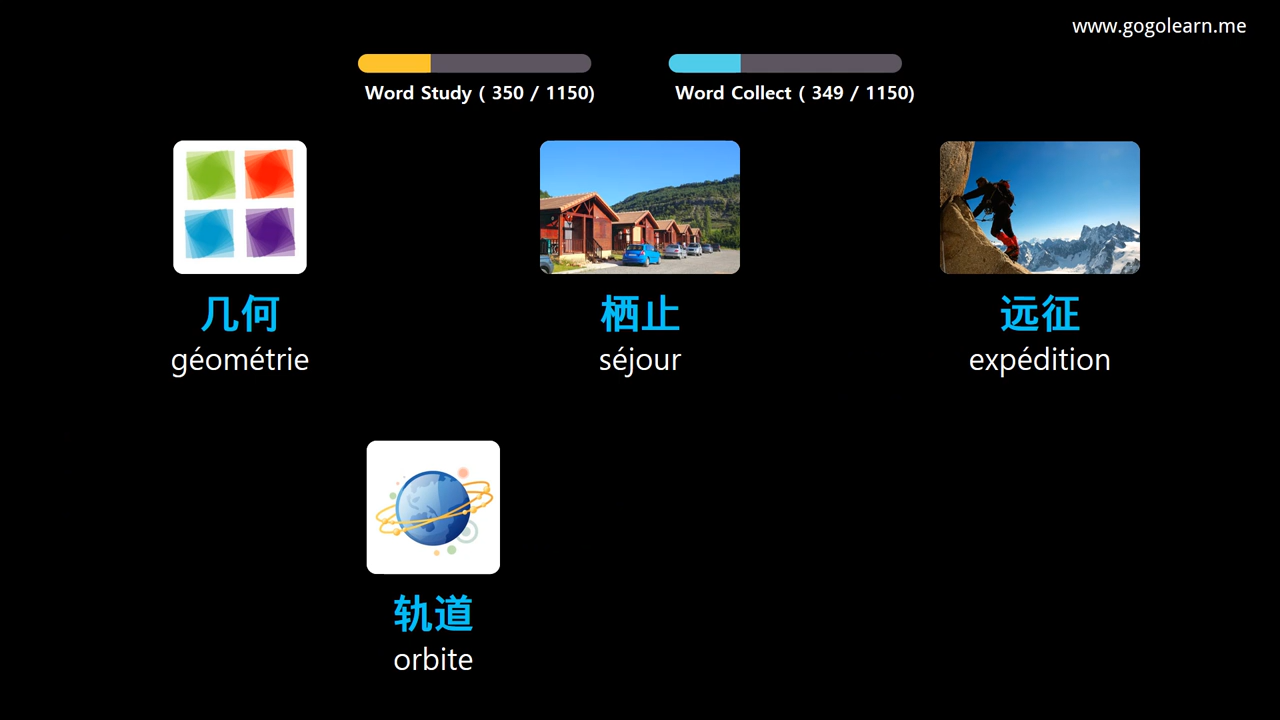 www.gogolearn.me
Word Study ( 350 / 1150)
Word Collect ( 349 / 1150)
几何
géométrie
栖止
séjour
远征
expédition
轨道
orbite